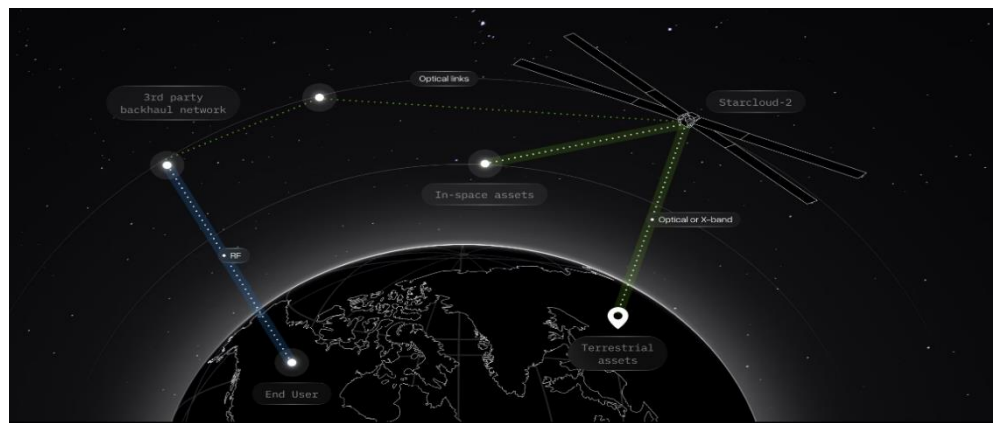 Optical links
3rd party
backhaul network
Starcloud-2
In-space assets
Optical or X-band
RF
Terrestrial
assets
End User